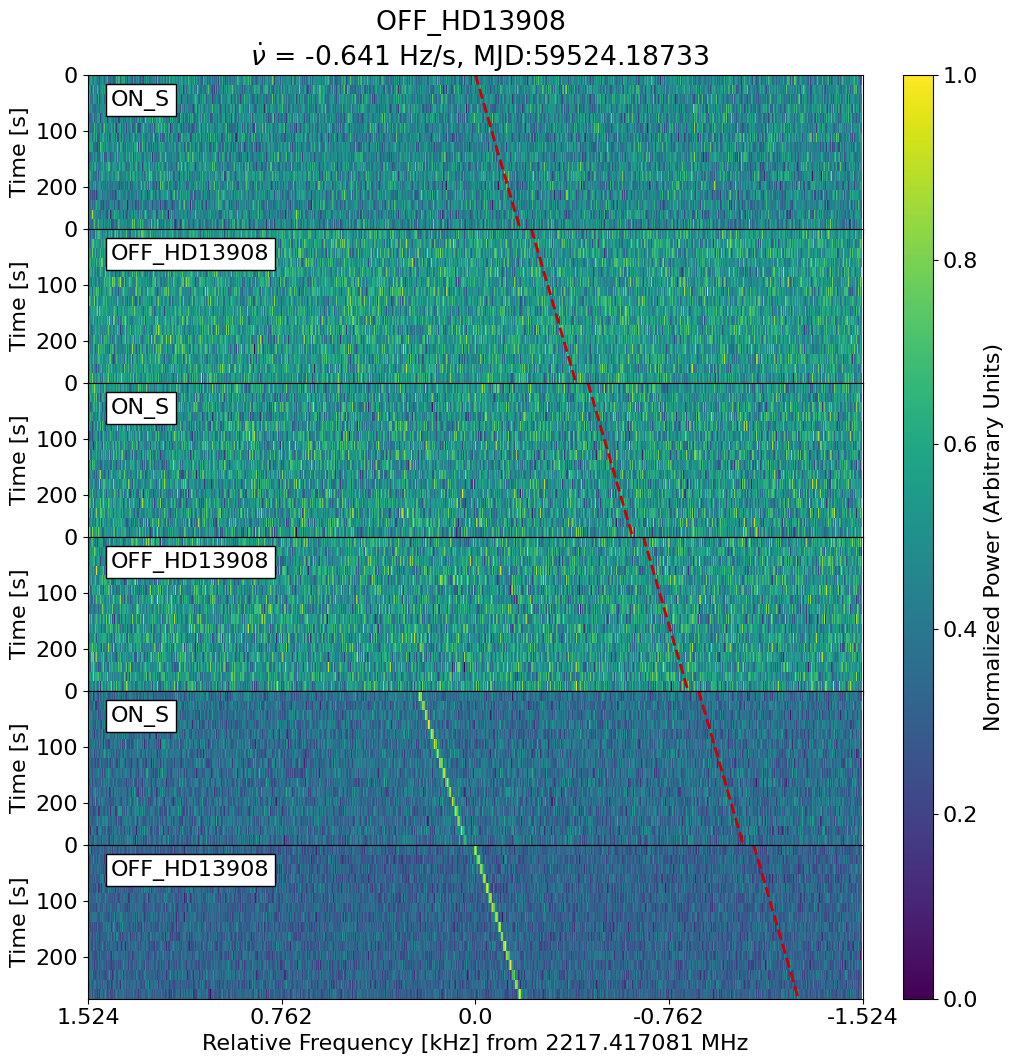 OFF_HD13908
ν̇ = -0.641 Hz/s, MJD:59524.18733
0
ON_S
100
200
Time [s]
0
OFF_HD13908
100
200
Time [s]
0
ON_S
100
200
Time [s]
0
OFF_HD13908
100
200
Time [s]
0
ON_S
100
200
Time [s]
0
OFF_HD13908
100
200
Time [s]
1.524 0.762 0.0 -0.762 -1.524
Relative Frequency [kHz] from 2217.417081 MHz
1.0
0.8
0.6
0.4
0.2
0.0
Normalized Power (Arbitrary Units)